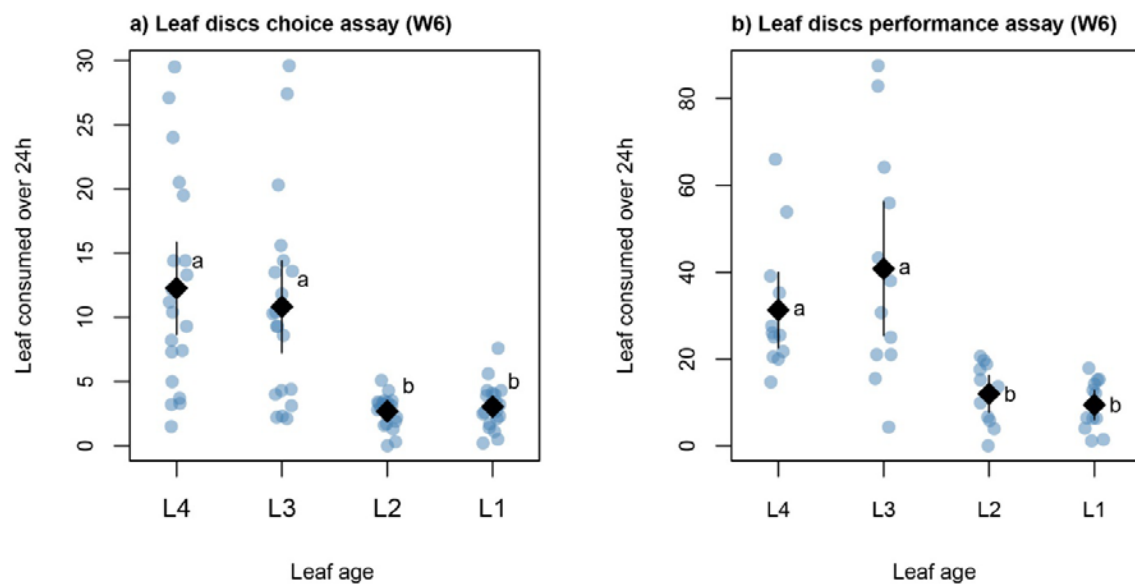 a) Leaf discs choice assay (W6)
Leaf consumed over 24h
30
25
20
15
10
5
0
a
a
b
b
L4 L3 L2 L1
Leaf age
b) Leaf discs performance assay (W6)
Leaf consumed over 24h
80
60
40
20
0
a
a
b
b
L4 L3 L2 L1
Leaf age